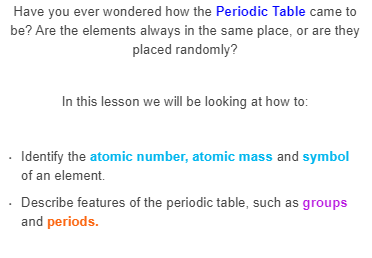 Have you ever wondered how the Periodic Table came to
be? Are the elements always in the same place, or are they
placed randomly?
In this lesson we will be looking at how to:
· Identify the atomic number, atomic mass and symbol
of an element.
· Describe features of the periodic table, such as groups
and periods.